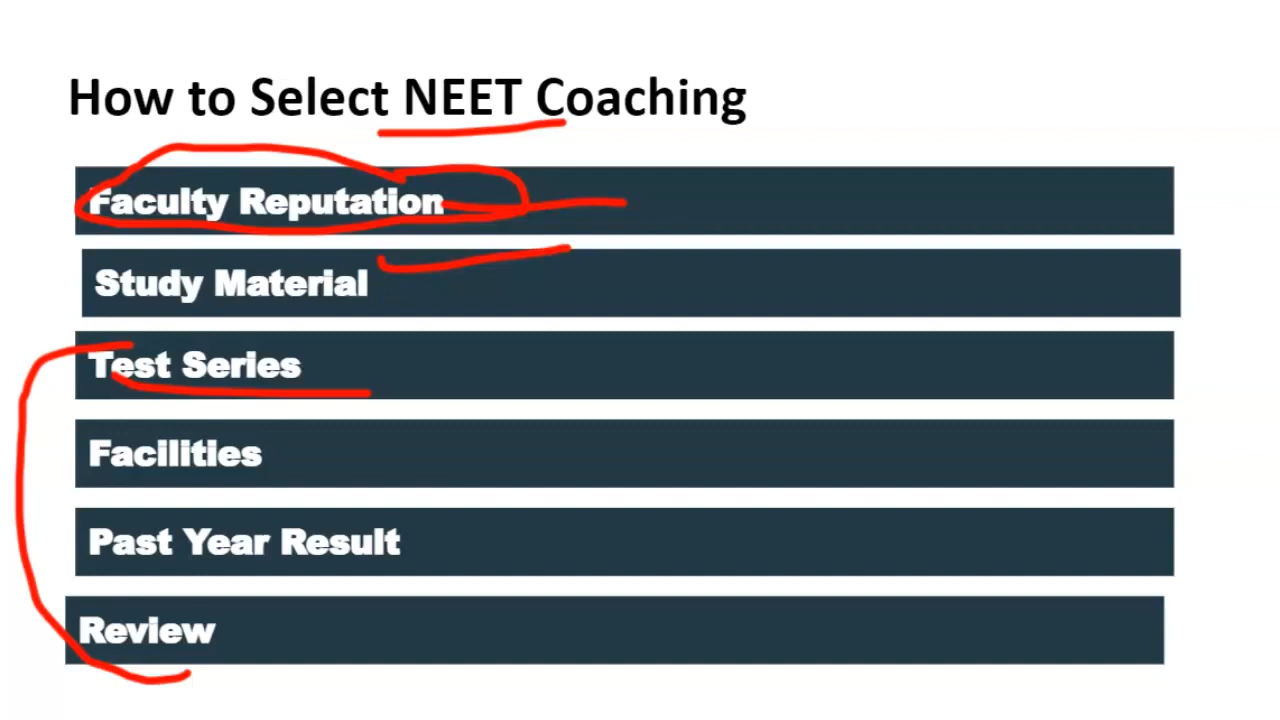 How to Select NEET Coaching
Faculty Reputation
Study Material
Test Series
Facilities
Past Year Result
Review